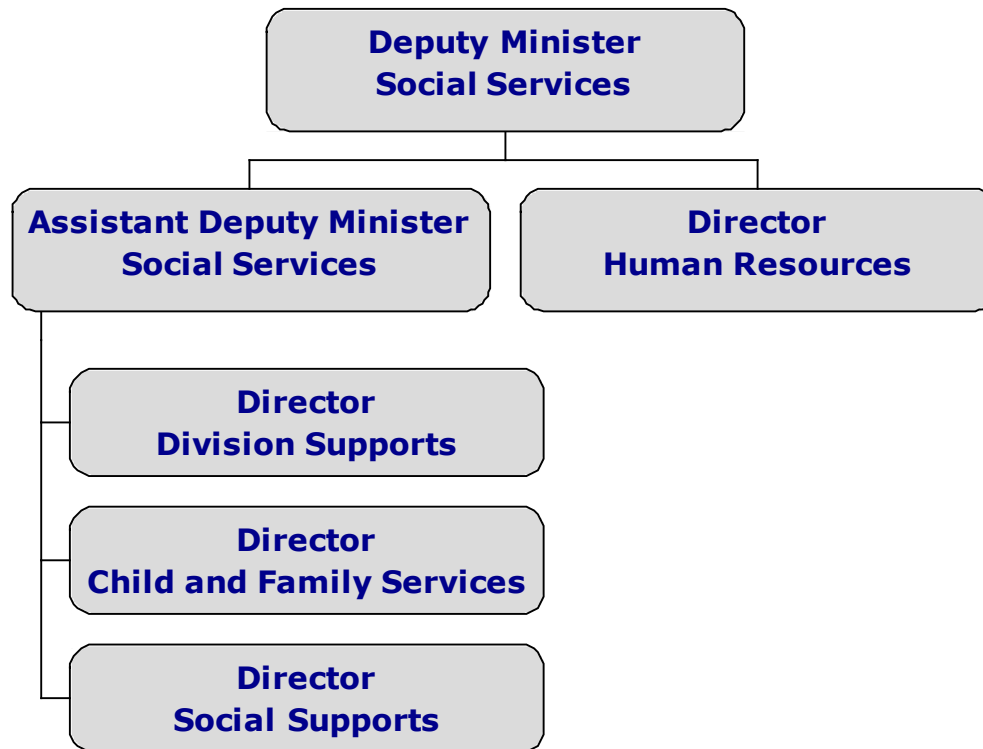 Deputy Minister
Social Services
Assistant Deputy Minister
Social Services
Director
Human Resources
Director
Division Supports
Director
Child and Family Services
Director
Social Supports